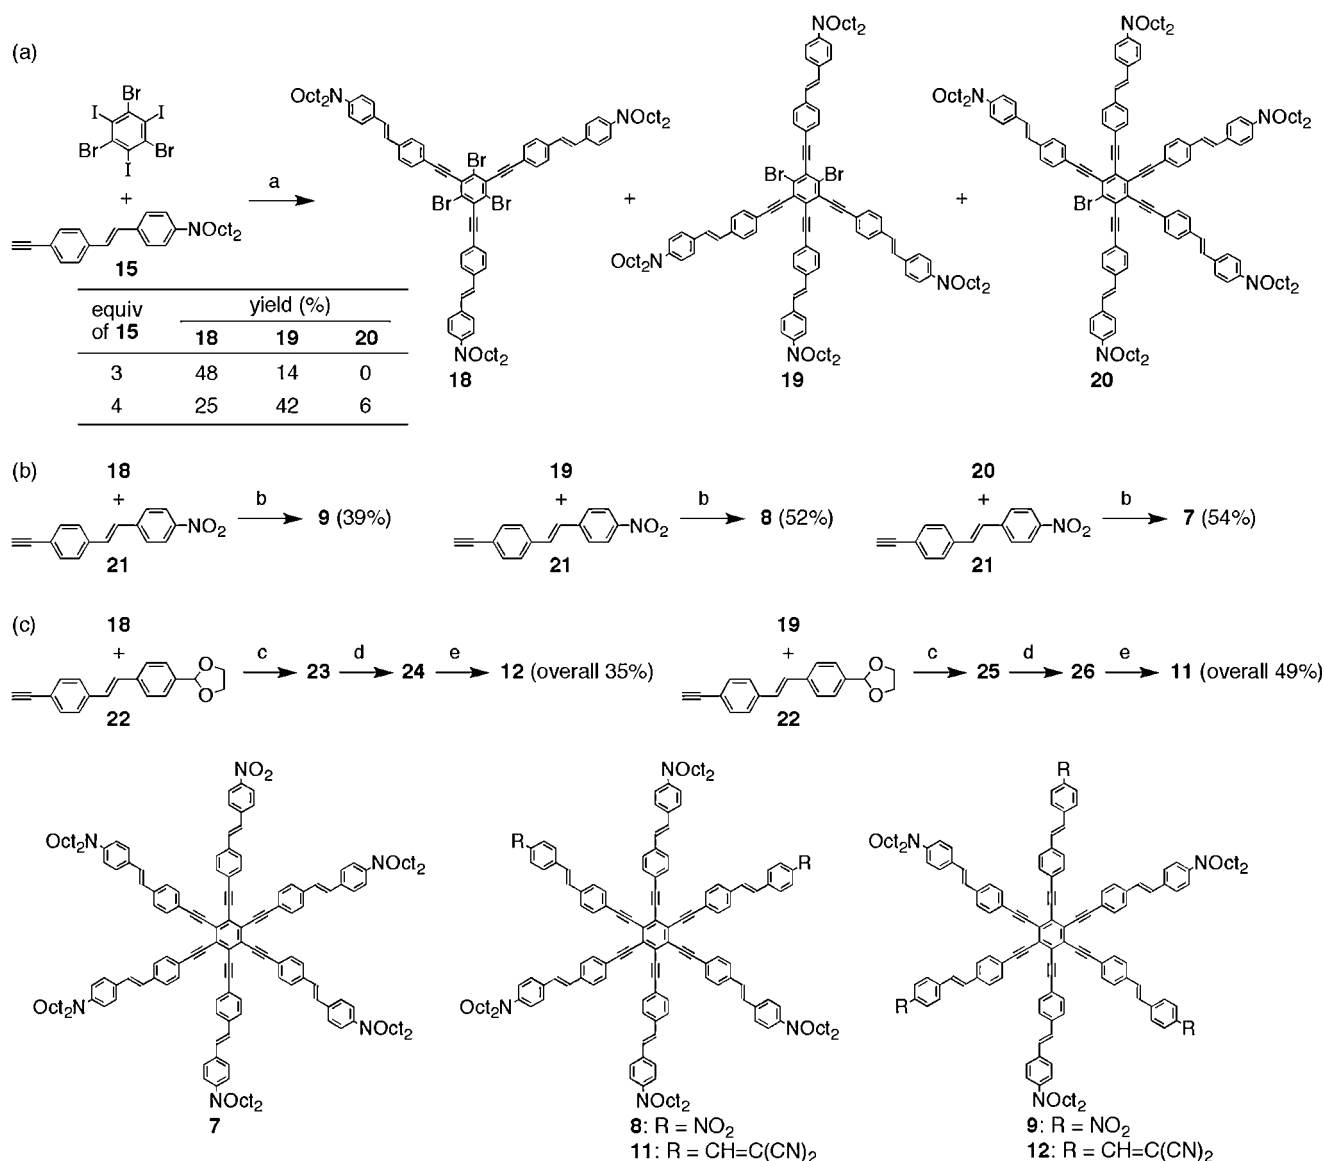 (a)
Br
I
I
Br
Br
I
+
15
NOct2
a
Oct2N
NOct2
Br
Br
Br
NOct2
18
+
NOct2
Br
Br
Oct2N
NOct2
NOct2
19
+
NOct2
Oct2N
NOct2
Br
Oct2N
NOct2
NOct2
20
equiv of 15
yield (%)
18 19 20
3 48 14 0
4 25 42 6
(b)
18
+
NO2
21
b
9 (39%)
19
+
NO2
21
b
8 (52%)
20
+
NO2
21
b
7 (54%)
(c)
18
+
O
O
22
c
23
d
24
e
12 (overall 35%)
19
+
O
O
22
c
25
d
26
e
11 (overall 49%)
NO2
Oct2N
NOct2
Oct2N
NOct2
NOct2
7
NOct2
R
R
Oct2N
NOct2
NOct2
8: R = NO2
11: R = CH=C(CN)2
R
Oct2N
NOct2
R
R
NOct2
9: R = NO2
12: R = CH=C(CN)2